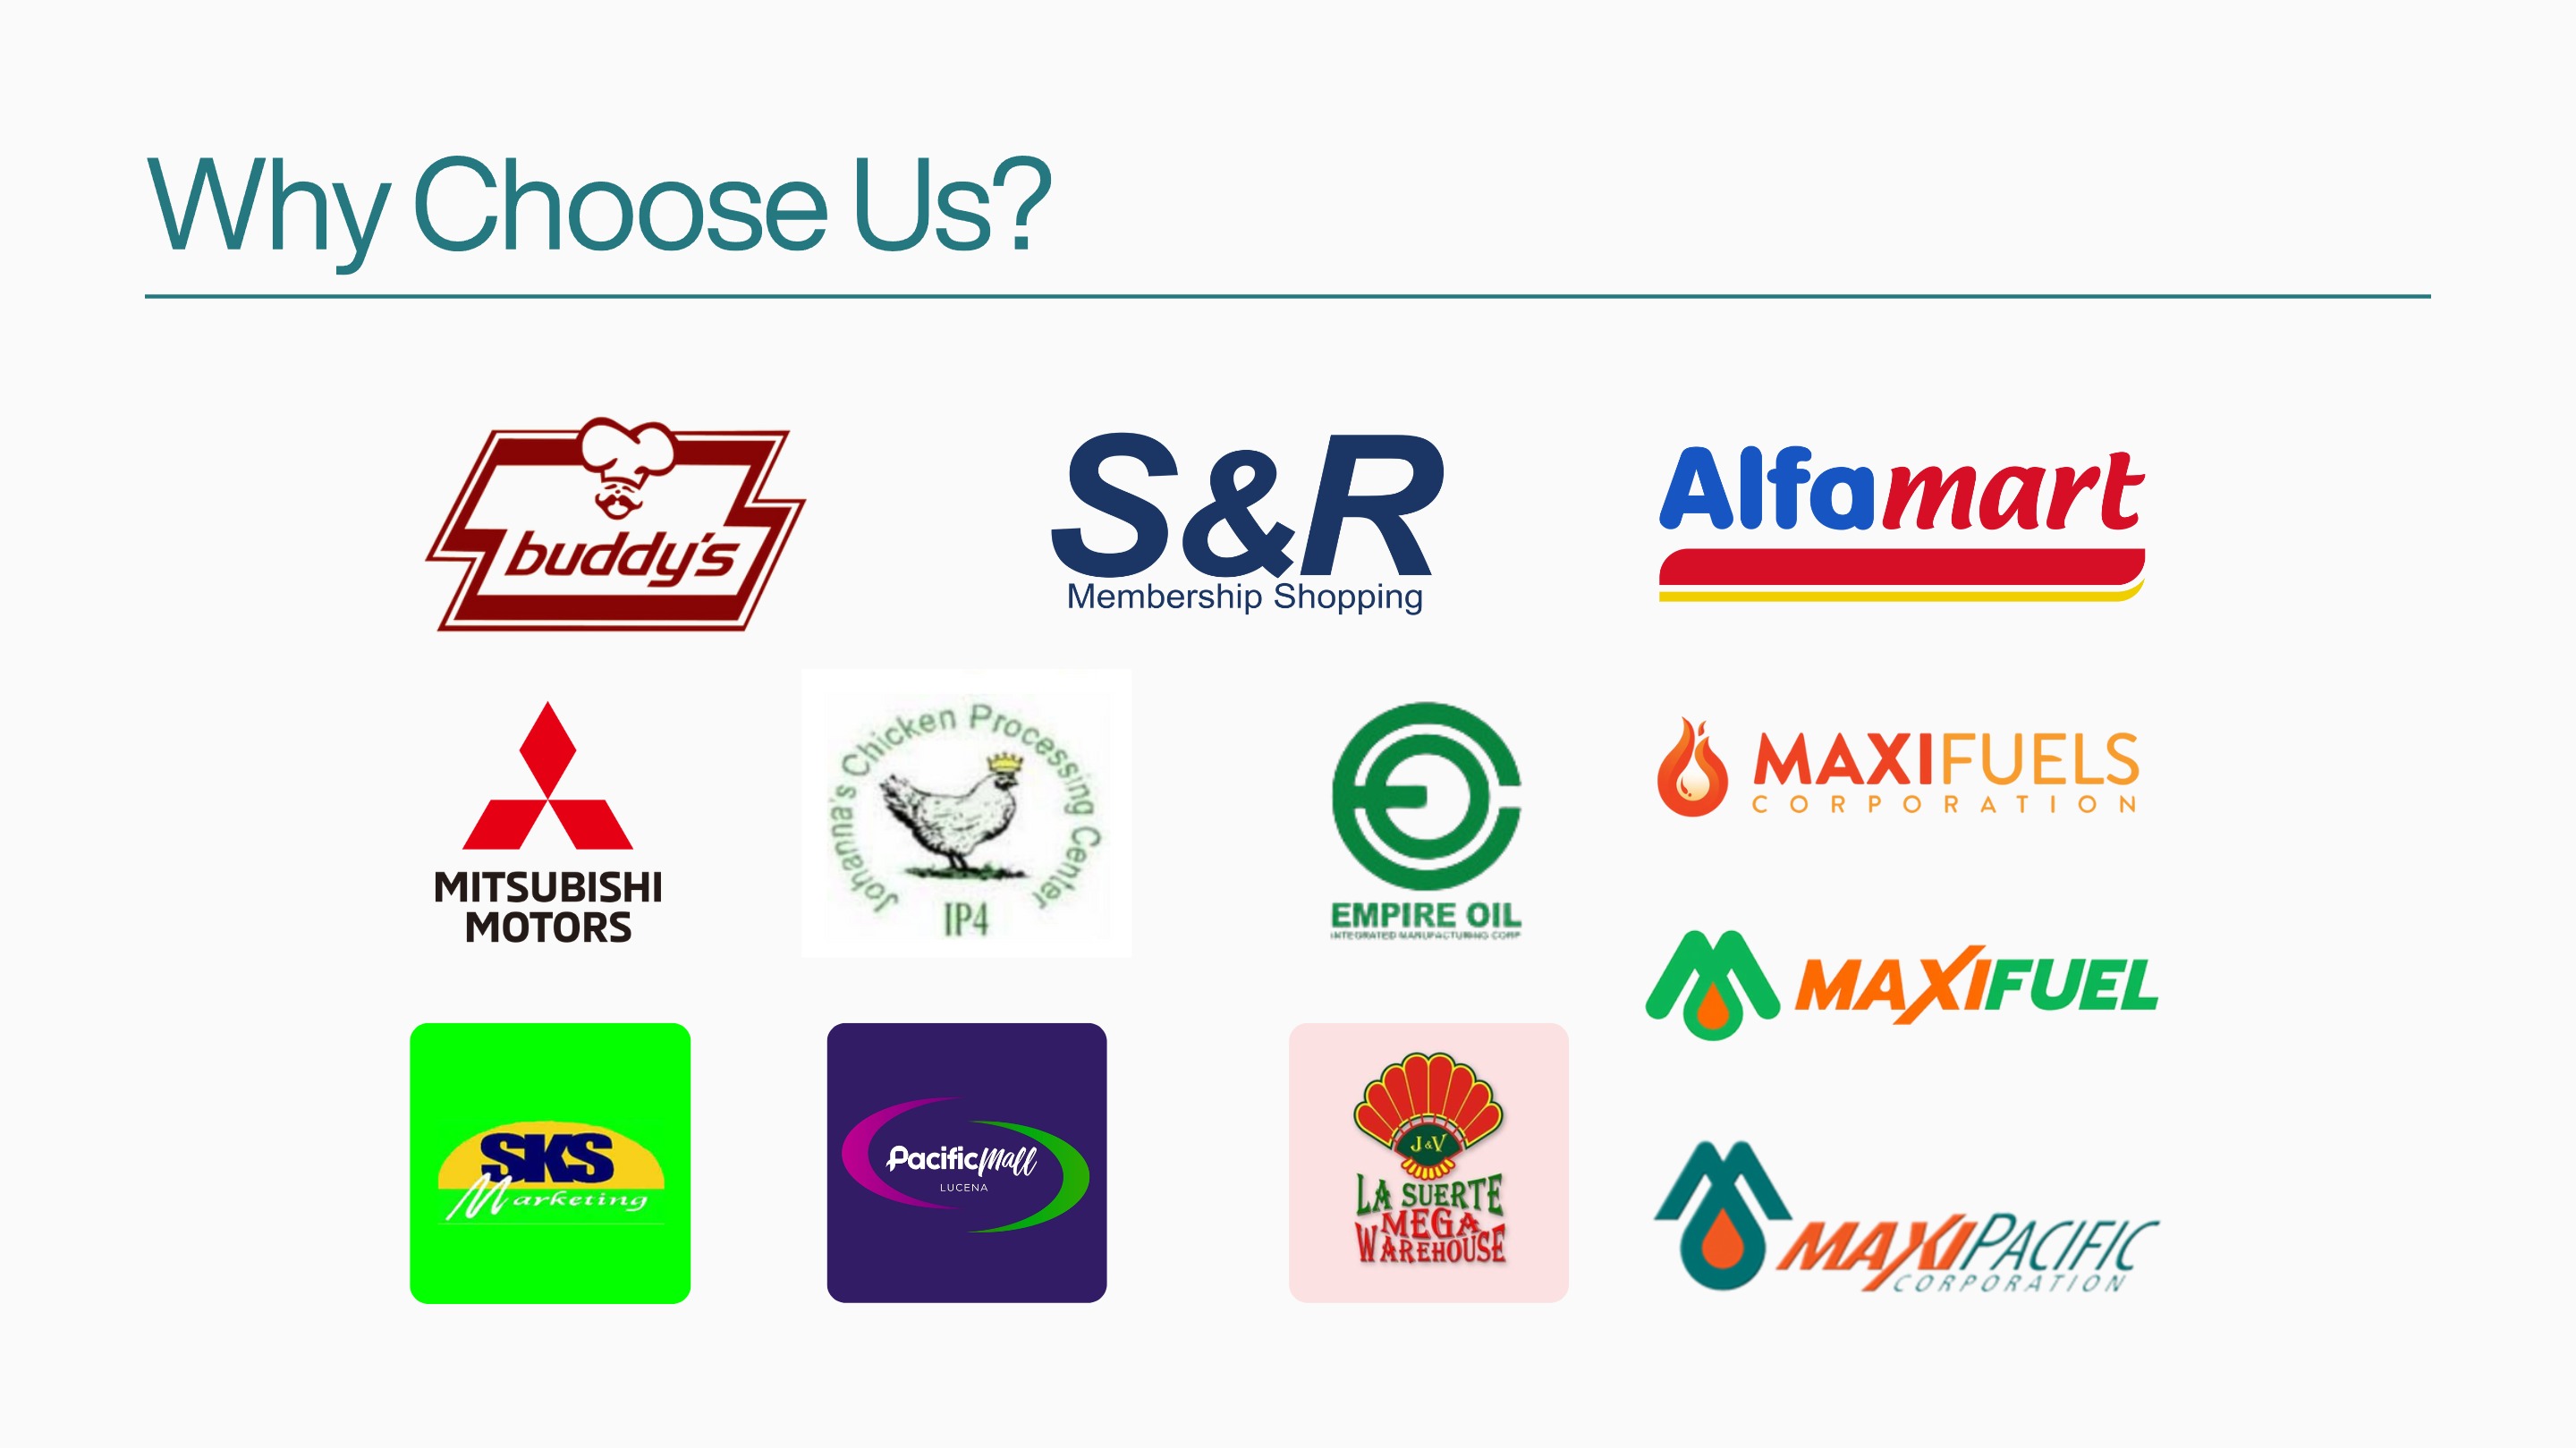 Why Choose Us?
buddy's
S&R
Membership Shopping
Alfamart
MITSUBISHI
MOTORS
Johanna's Chicken Processing Center
IP4
EMPIRE OIL
INTEGRATED MANUFACTURING CORP
MAXIFUELS
CORPORATION
MAXIFUEL
SKS
Marketing
PacificMall
LUCENA
J&V
LA SUERTE
MEGA
WAREHOUSE
MAXIPACIFIC
CORPORATION